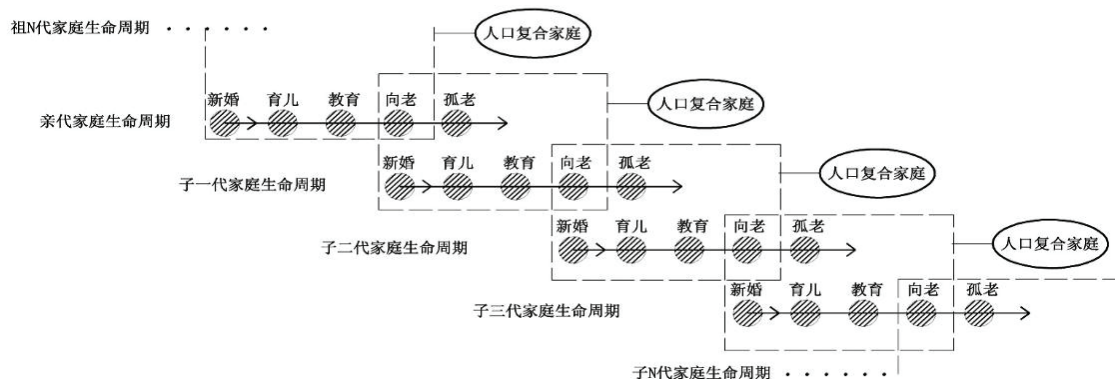 祖N代家庭生命周期 · · · · · ·
人口复合家庭
新婚 育儿 教育 向老 孤老
人口复合家庭
亲代家庭生命周期
新婚 育儿 教育 向老 孤老
人口复合家庭
子一代家庭生命周期
新婚 育儿 教育 向老 孤老
人口复合家庭
子二代家庭生命周期
新婚 育儿 教育 向老 孤老
子三代家庭生命周期
子N代家庭生命周期 · · · · · ·